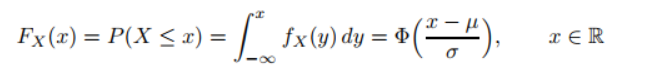 F_X(x) = P(X ≤ x) = ∫_{−∞}^{x} f_X(y) dy = Φ((x − μ)/σ), x ∈ ℝ